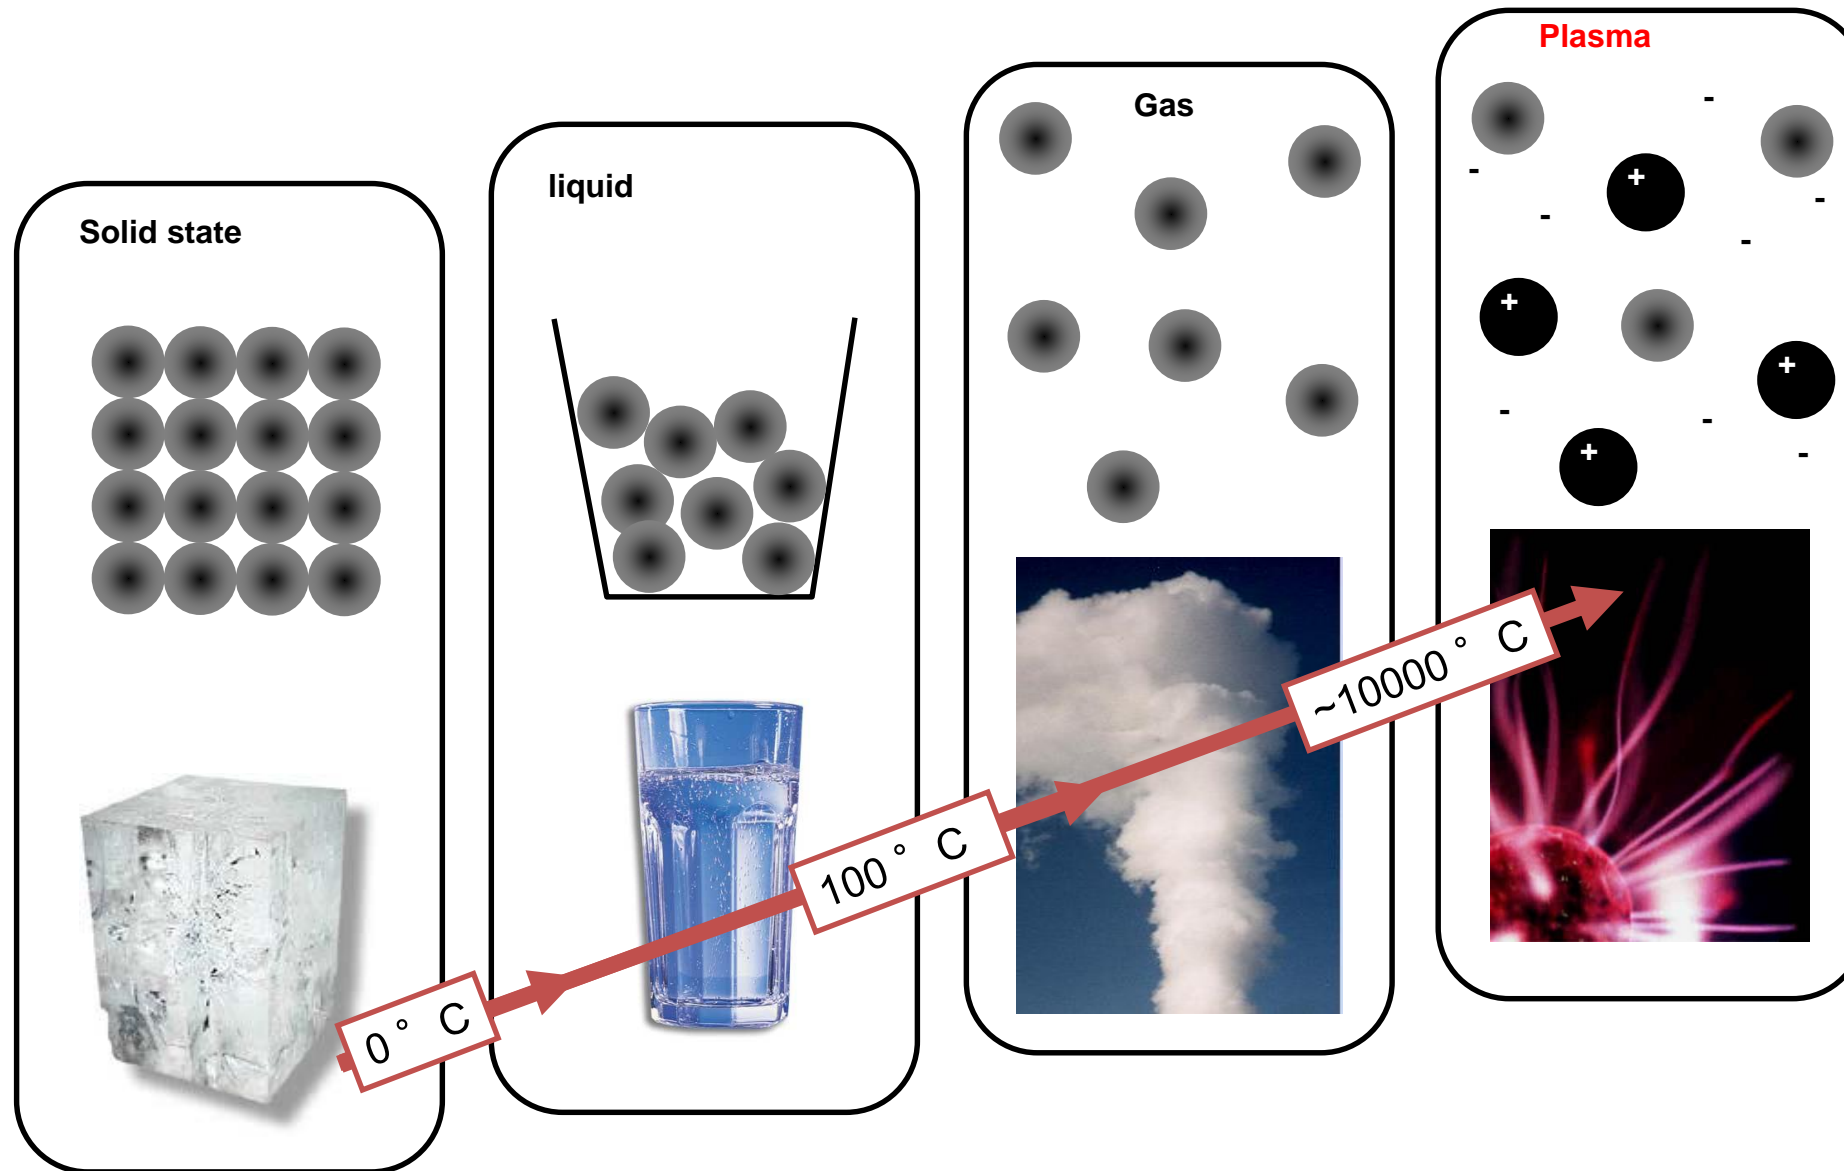 Solid state
liquid
Gas
Plasma
-
-
-
+
-
-
-
+
+
-
-
+
-
0 ° C
100 ° C
~10000 ° C